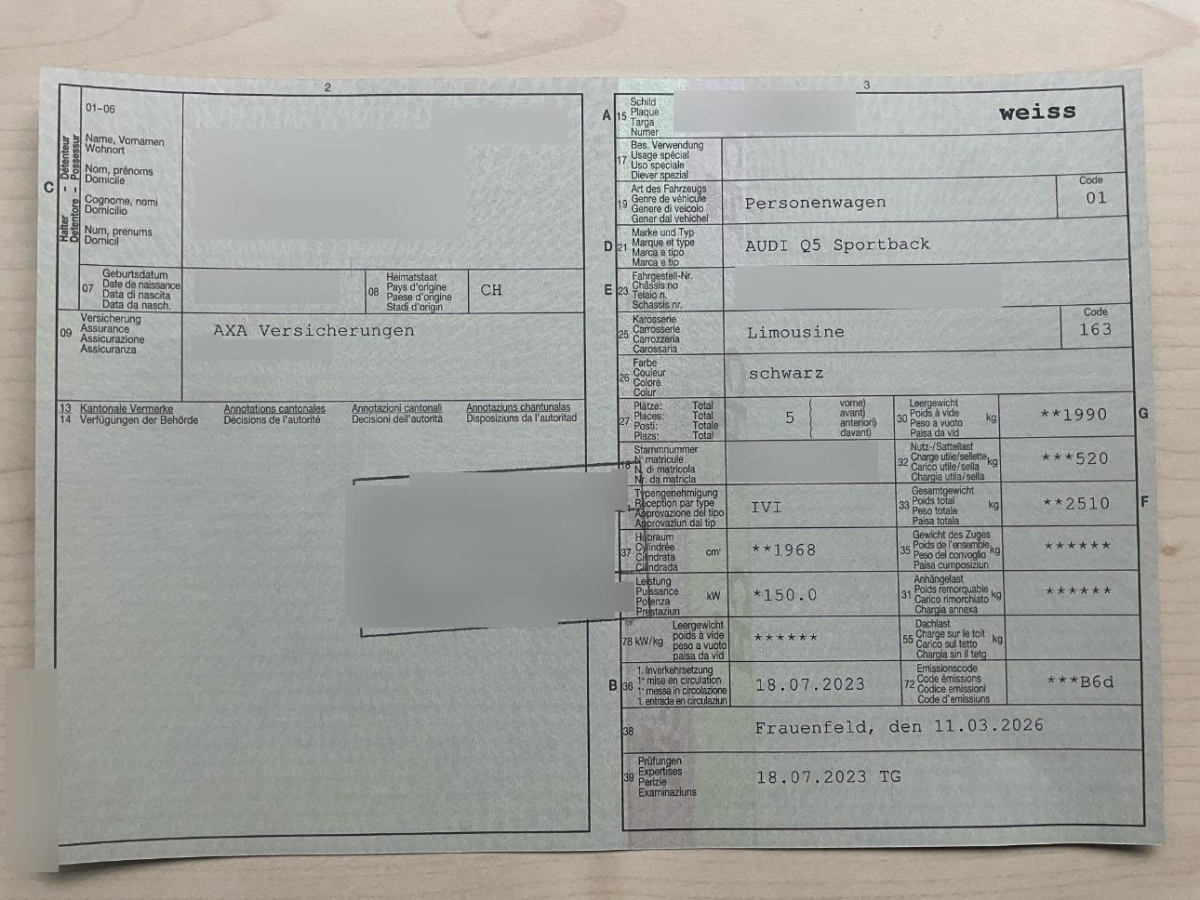 2
01-06
Name, Vornamen
Wohnort
Nom, prénoms
Domicile
Cognome, nomi
Domicilio
Num, prenums
Domicil
C
Halter - Détenteur
Detentore - Possessur
07
Geburtsdatum
Date de naissance
Data di nascita
Data da nasch.
08
Heimatstaat
Pays d'origine
Paese d'origine
Stadi d'origin
CH
09
Versicherung
Assurance
Assicurazione
Assicuranza
AXA Versicherungen
13 Kantonale Vermerke Annotations cantonales Annotazioni cantonali Annotaziuns chantunalas
14 Verfügungen der Behörde Décisions de l'autorité Decisioni dell'autorità Disposiziuns da l'autoritad
3
A 15
Schild
Plaque
Targa
Numer
weiss
17
Bes. Verwendung
Usage spécial
Uso speciale
Diever spezial
19
Art des Fahrzeugs
Genre de véhicule
Genere di veicolo
Gener dal vehichel
Personenwagen
Code
01
D 21
Marke und Typ
Marque et type
Marca e tipo
Marca e tip
AUDI Q5 Sportback
E 23
Fahrgestell-Nr.
Châssis no
Telaio n.
Schassis nr.
25
Karosserie
Carrosserie
Carrozzeria
Carossaria
Limousine
Code
163
26
Farbe
Couleur
Colore
Colur
schwarz
27
Plätze: Total
Places: Total
Posti: Totale
Plazs: Total
5
vorne)
avant)
anteriori)
davant)
30
Leergewicht
Poids à vide
Peso a vuoto
Paisa da vid
kg
**1990
G
18
Stammnummer
N° matricule
N. di matricola
Nr. da matricla
32
Nutz-/Sattellast
Charge utile/sellette
Carico utile/sella
Chargia utila/sella
kg
***520
Typengenehmigung
Réception par type
Approvazione del tipo
Approvaziun dal tip
IVI
33
Gesamtgewicht
Poids total
Peso totale
Paisa totala
kg
**2510
F
37
Hubraum
Cylindrée
Cilindrata
Cilindrada
cm³
**1968
35
Gewicht des Zuges
Poids de l'ensemble
Peso del convoglio
Paisa cumposiziun
kg
******
Leistung
Puissance
Potenza
Prestaziun
kW
*150.0
31
Anhängelast
Poids remorquable
Carico rimorchiato
Chargia annexa
kg
******
78 kW/kg
Leergewicht
poids à vide
peso a vuoto
paisa da vid
******
55
Dachlast
Charge sur le toit
Carico sul tetto
Chargia sin il tetg
kg
B 36
1. Inverkehrsetzung
1re mise en circulation
1a messa in circolazione
1. entrada en circulaziun
18.07.2023
72
Emissionscode
Code émissions
Codice emissioni
Code d'emissiuns
***B6d
38
Frauenfeld, den 11.03.2026
39
Prüfungen
Expertises
Perizie
Examinaziuns
18.07.2023 TG